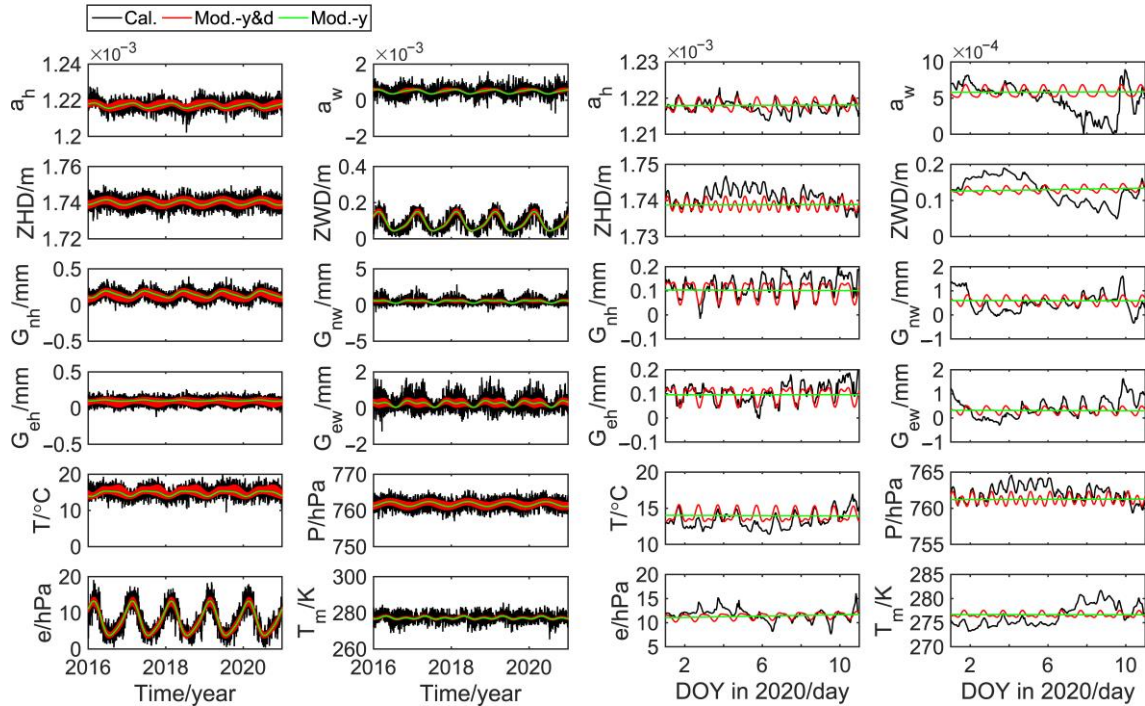 Cal. Mod.-y&d Mod.-y
×10⁻³ ×10⁻³ ×10⁻³ ×10⁻⁴
1.24 2 1.23 10
a_h 1.22 a_w 0 a_h 1.22 a_w 5
1.2 −2 1.21 0
1.76 0.4 1.75 0.2
ZHD/m 1.74 ZWD/m 0.2 ZHD/m 1.74 ZWD/m 0.1
1.72 0 1.73 0
0.5 5 0.2 2
G_nh/mm 0 G_nw/mm 0 G_nh/mm 0.1 0 G_nw/mm 1 0
−0.5 −5 −0.1 −1
0.5 2 0.2 2
G_eh/mm 0 G_ew/mm 0 G_eh/mm 0.1 0 G_ew/mm 1 0
−0.5 −2 −0.1 −1
20 770 20 765
T/°C 10 P/hPa 760 T/°C 15 P/hPa 760
0 750 10 755
20 300 20 285
e/hPa 10 T_m/K 280 e/hPa 15 10 T_m/K 280 275
0 260 5 270
2016 2018 2020 2016 2018 2020 2 6 10 2 6 10
Time/year Time/year DOY in 2020/day DOY in 2020/day